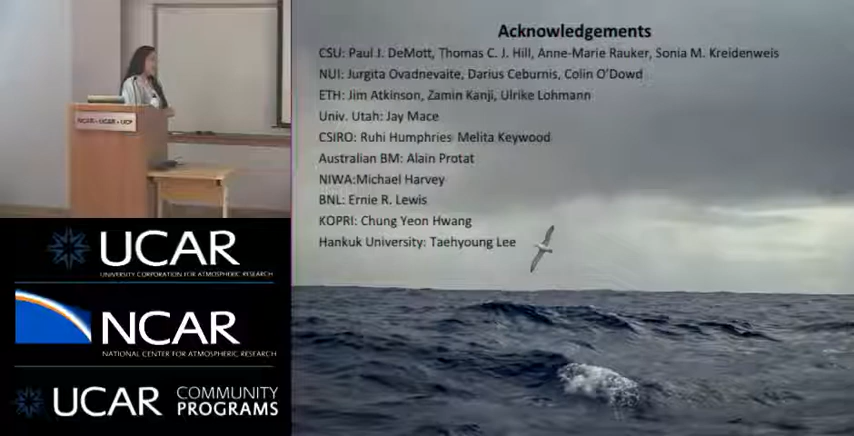 Acknowledgements
CSU: Paul J. DeMott, Thomas C. J. Hill, Anne-Marie Rauker, Sonia M. Kreidenweis
NUI: Jurgita Ovadnevaite, Darius Ceburnis, Colin O'Dowd
ETH: Jim Atkinson, Zamin Kanji, Ulrike Lohmann
Univ. Utah: Jay Mace
CSIRO: Ruhi Humphries Melita Keywood
Australian BM: Alain Protat
NIWA:Michael Harvey
BNL: Ernie R. Lewis
KOPRI: Chung Yeon Hwang
Hankuk University: Taehyoung Lee
NCAR • UCAR • UCP
UCAR
UNIVERSITY CORPORATION FOR ATMOSPHERIC RESEARCH
NCAR
NATIONAL CENTER FOR ATMOSPHERIC RESEARCH
UCAR COMMUNITY
PROGRAMS